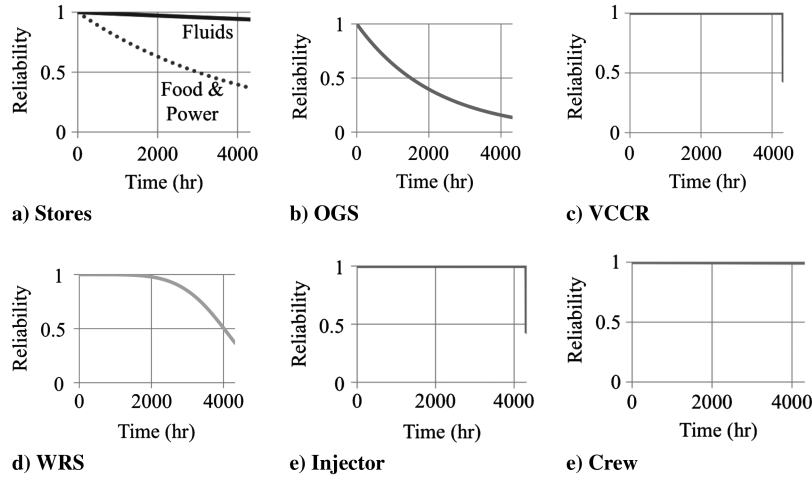 Reliability
1
0.5
0
Fluids
Food &
Power
0 2000 4000
Time (hr)
a) Stores
Reliability
1
0.5
0
0 2000 4000
Time (hr)
b) OGS
Reliability
1
0.5
0
0 2000 4000
Time (hr)
c) VCCR
Reliability
1
0.5
0
0 2000 4000
Time (hr)
d) WRS
Reliability
1
0.5
0
0 2000 4000
Time (hr)
e) Injector
Reliability
1
0.5
0
0 2000 4000
Time (hr)
e) Crew